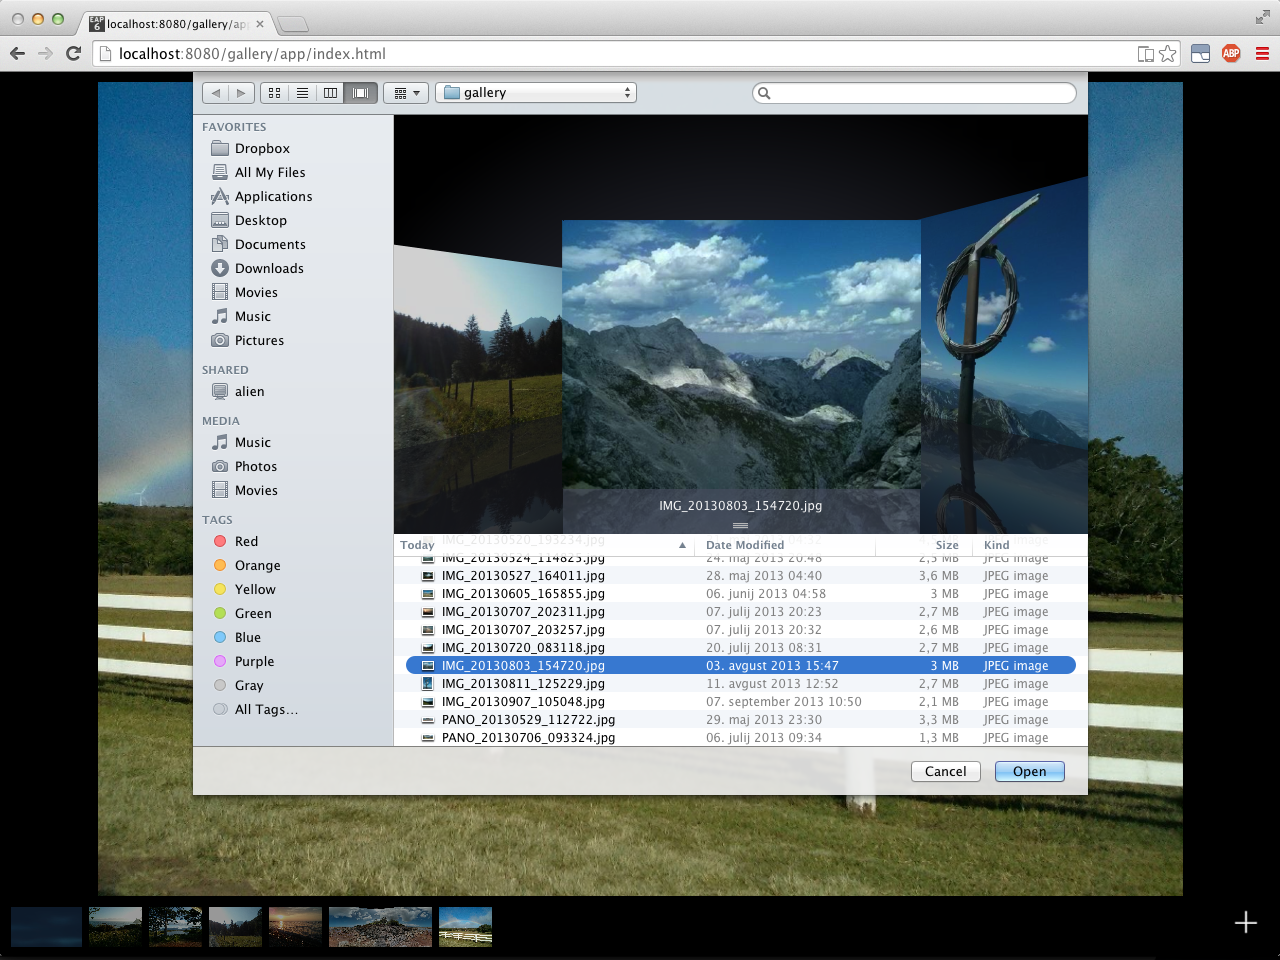 EAP
6
localhost:8080/gallery/app
localhost:8080/gallery/app/index.html
ABP
gallery
FAVORITES
Dropbox
All My Files
Applications
Desktop
Documents
Downloads
Movies
Music
Pictures
SHARED
alien
MEDIA
Music
Photos
Movies
TAGS
Red
Orange
Yellow
Green
Blue
Purple
Gray
All Tags...
IMG_20130803_154720.jpg
Today Date Modified Size Kind
IMG_20130520_193234.jpg
IMG_20130524_114823.jpg 24. maj 2013 20:48 2,5 MB JPEG image
IMG_20130527_164011.jpg 28. maj 2013 04:40 3,6 MB JPEG image
IMG_20130605_165855.jpg 06. junij 2013 04:58 3 MB JPEG image
IMG_20130707_202311.jpg 07. julij 2013 20:23 2,7 MB JPEG image
IMG_20130707_203257.jpg 07. julij 2013 20:32 2,6 MB JPEG image
IMG_20130720_083118.jpg 20. julij 2013 08:31 2,7 MB JPEG image
IMG_20130803_154720.jpg 03. avgust 2013 15:47 3 MB JPEG image
IMG_20130811_125229.jpg 11. avgust 2013 12:52 2,7 MB JPEG image
IMG_20130907_105048.jpg 07. september 2013 10:50 2,1 MB JPEG image
PANO_20130529_112722.jpg 29. maj 2013 23:30 3,3 MB JPEG image
PANO_20130706_093324.jpg 06. julij 2013 09:34 1,3 MB JPEG image
Cancel Open